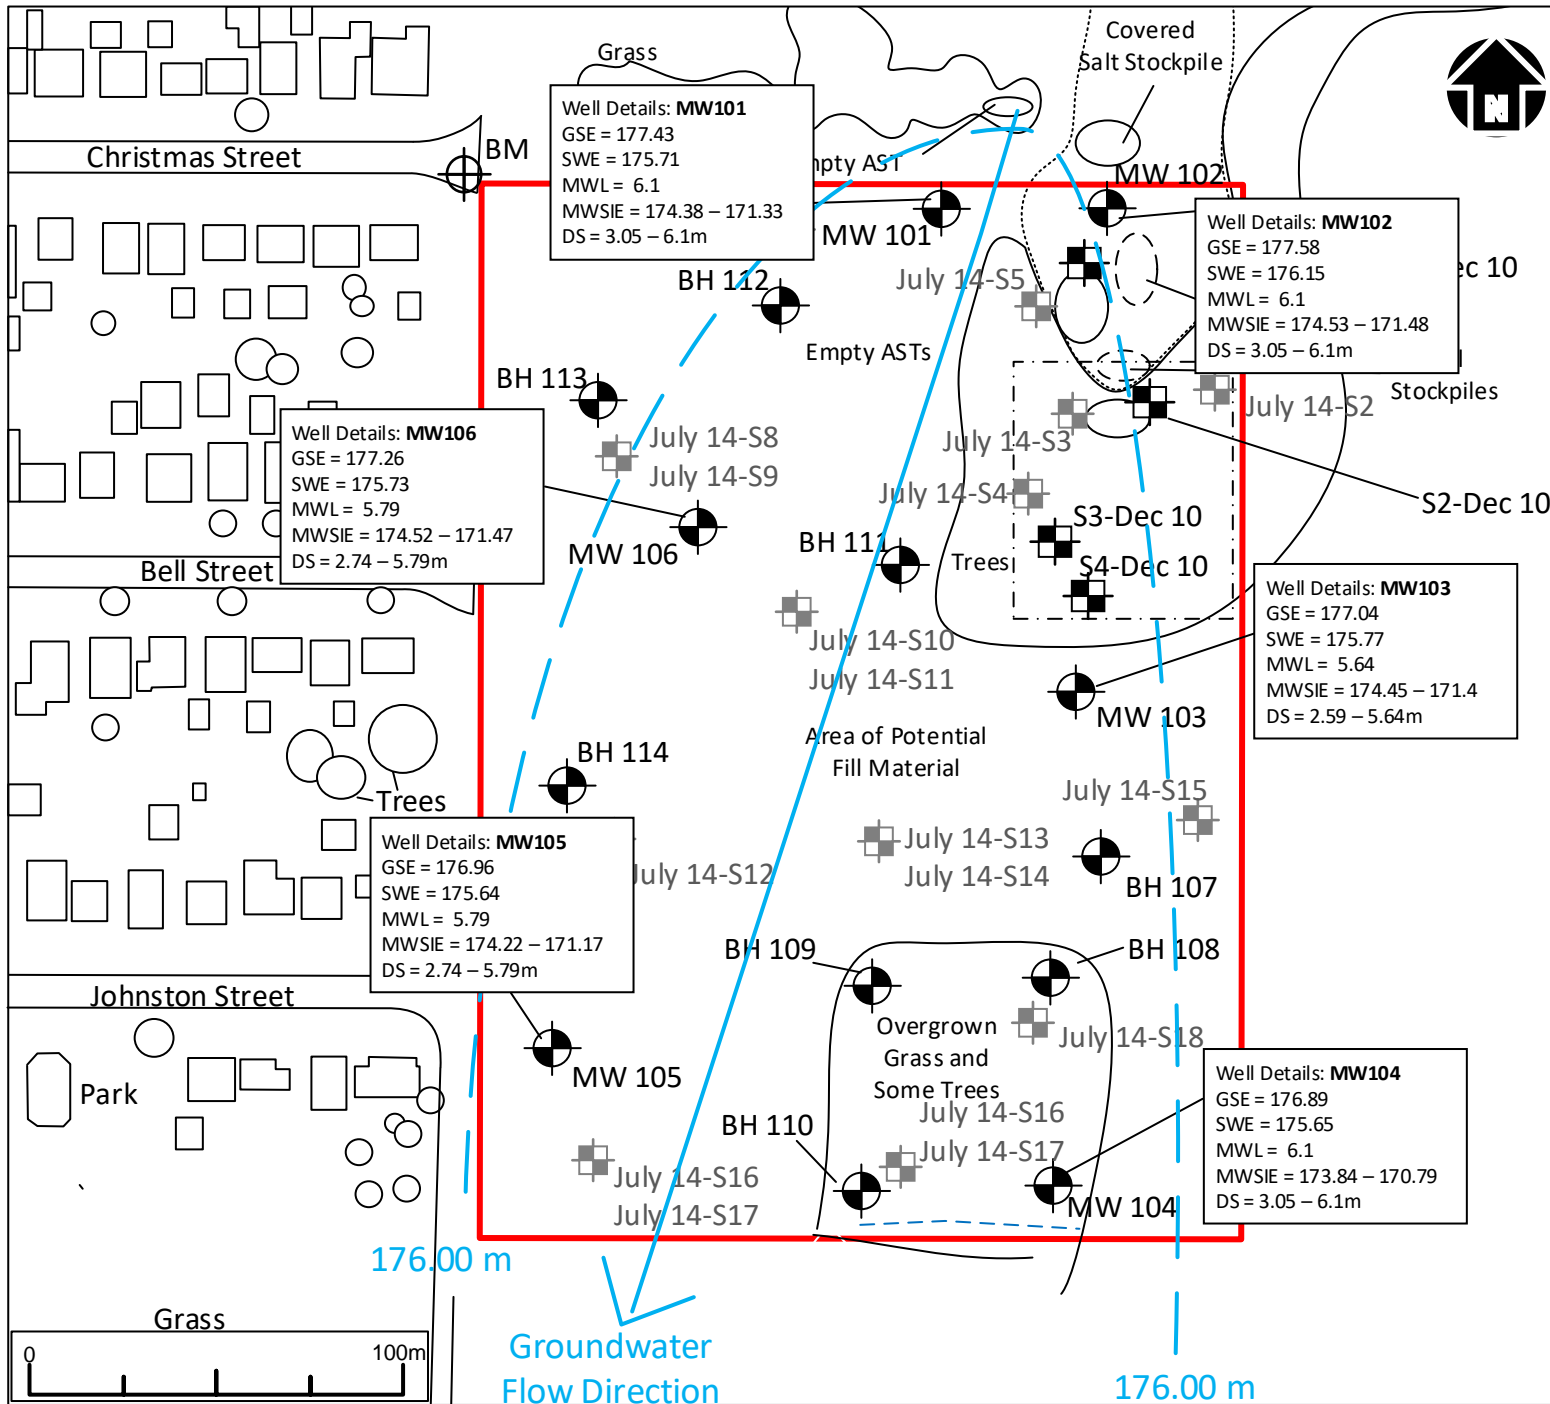 Covered
Salt Stockpile
Grass
N
Well Details: MW101
GSE = 177.43
SWE = 175.71
MWL = 6.1
MWSIE = 174.38 – 171.33
DS = 3.05 – 6.1m
BM
Christmas Street
AST
MW 102
MW 101
Well Details: MW102
GSE = 177.58
SWE = 176.15
MWL = 6.1
MWSIE = 174.53 – 171.48
DS = 3.05 – 6.1m
10
BH 112
July 14-S5
Empty ASTs
BH 113
Stockpiles
July 14-S2
Well Details: MW106
GSE = 177.26
SWE = 175.73
MWL = 5.79
MWSIE = 174.52 – 171.47
DS = 2.74 – 5.79m
July 14-S8
July 14-S9
July 14-S3
July 14-S4
S2-Dec 10
S3-Dec 10
MW 106
BH 111
Trees
S4-Dec 10
Bell Street
Well Details: MW103
GSE = 177.04
SWE = 175.77
MWL = 5.64
MWSIE = 174.45 – 171.4
DS = 2.59 – 5.64m
July 14-S10
July 14-S11
MW 103
Area of Potential
Fill Material
BH 114
Trees
July 14-S15
Well Details: MW105
GSE = 176.96
SWE = 175.64
MWL = 5.79
MWSIE = 174.22 – 171.17
DS = 2.74 – 5.79m
July 14-S12
July 14-S13
July 14-S14
BH 107
BH 109
BH 108
Johnston Street
Overgrown
Grass and
Some Trees
July 14-S18
MW 105
Park
Well Details: MW104
GSE = 176.89
SWE = 175.65
MWL = 6.1
MWSIE = 173.84 – 170.79
DS = 3.05 – 6.1m
BH 110
July 14-S16
July 14-S17
July 14-S16
July 14-S17
MW 104
176.00 m
Grass
0 100m
Groundwater
Flow Direction
176.00 m